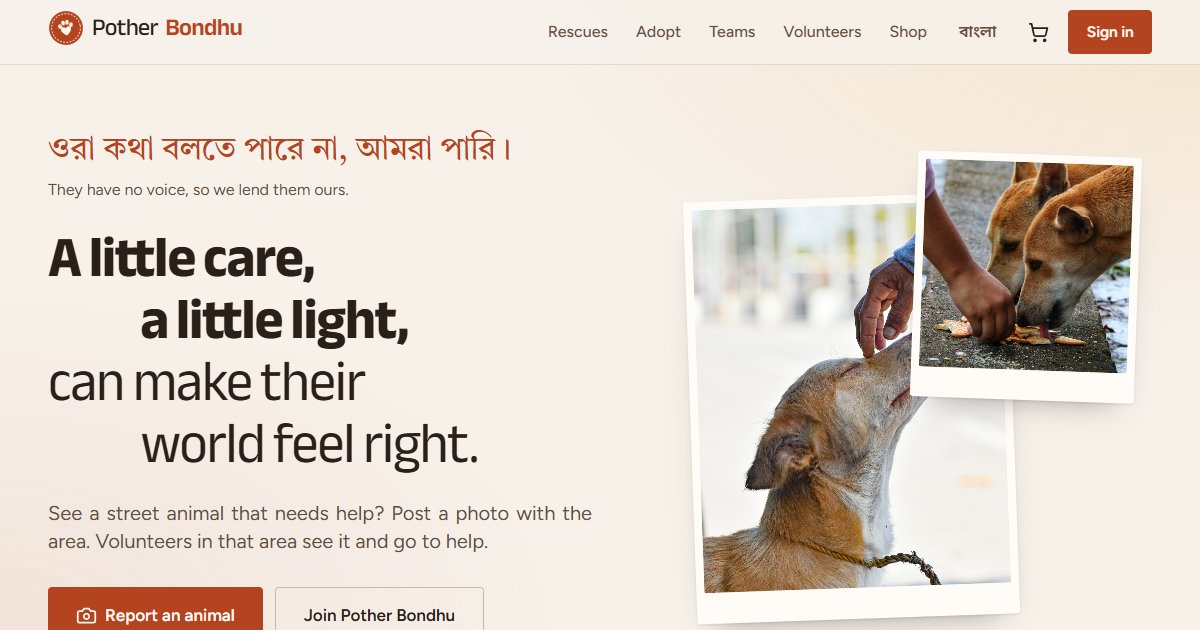 Pother Bondhu
Rescues
Adopt
Teams
Volunteers
Shop
বাংলা
Sign in
ওরা কথা বলতে পারে না, আমরা পারি।
They have no voice, so we lend them ours.
A little care,
a little light,
can make their
world feel right.
See a street animal that needs help? Post a photo with the
area. Volunteers in that area see it and go to help.
Report an animal
Join Pother Bondhu